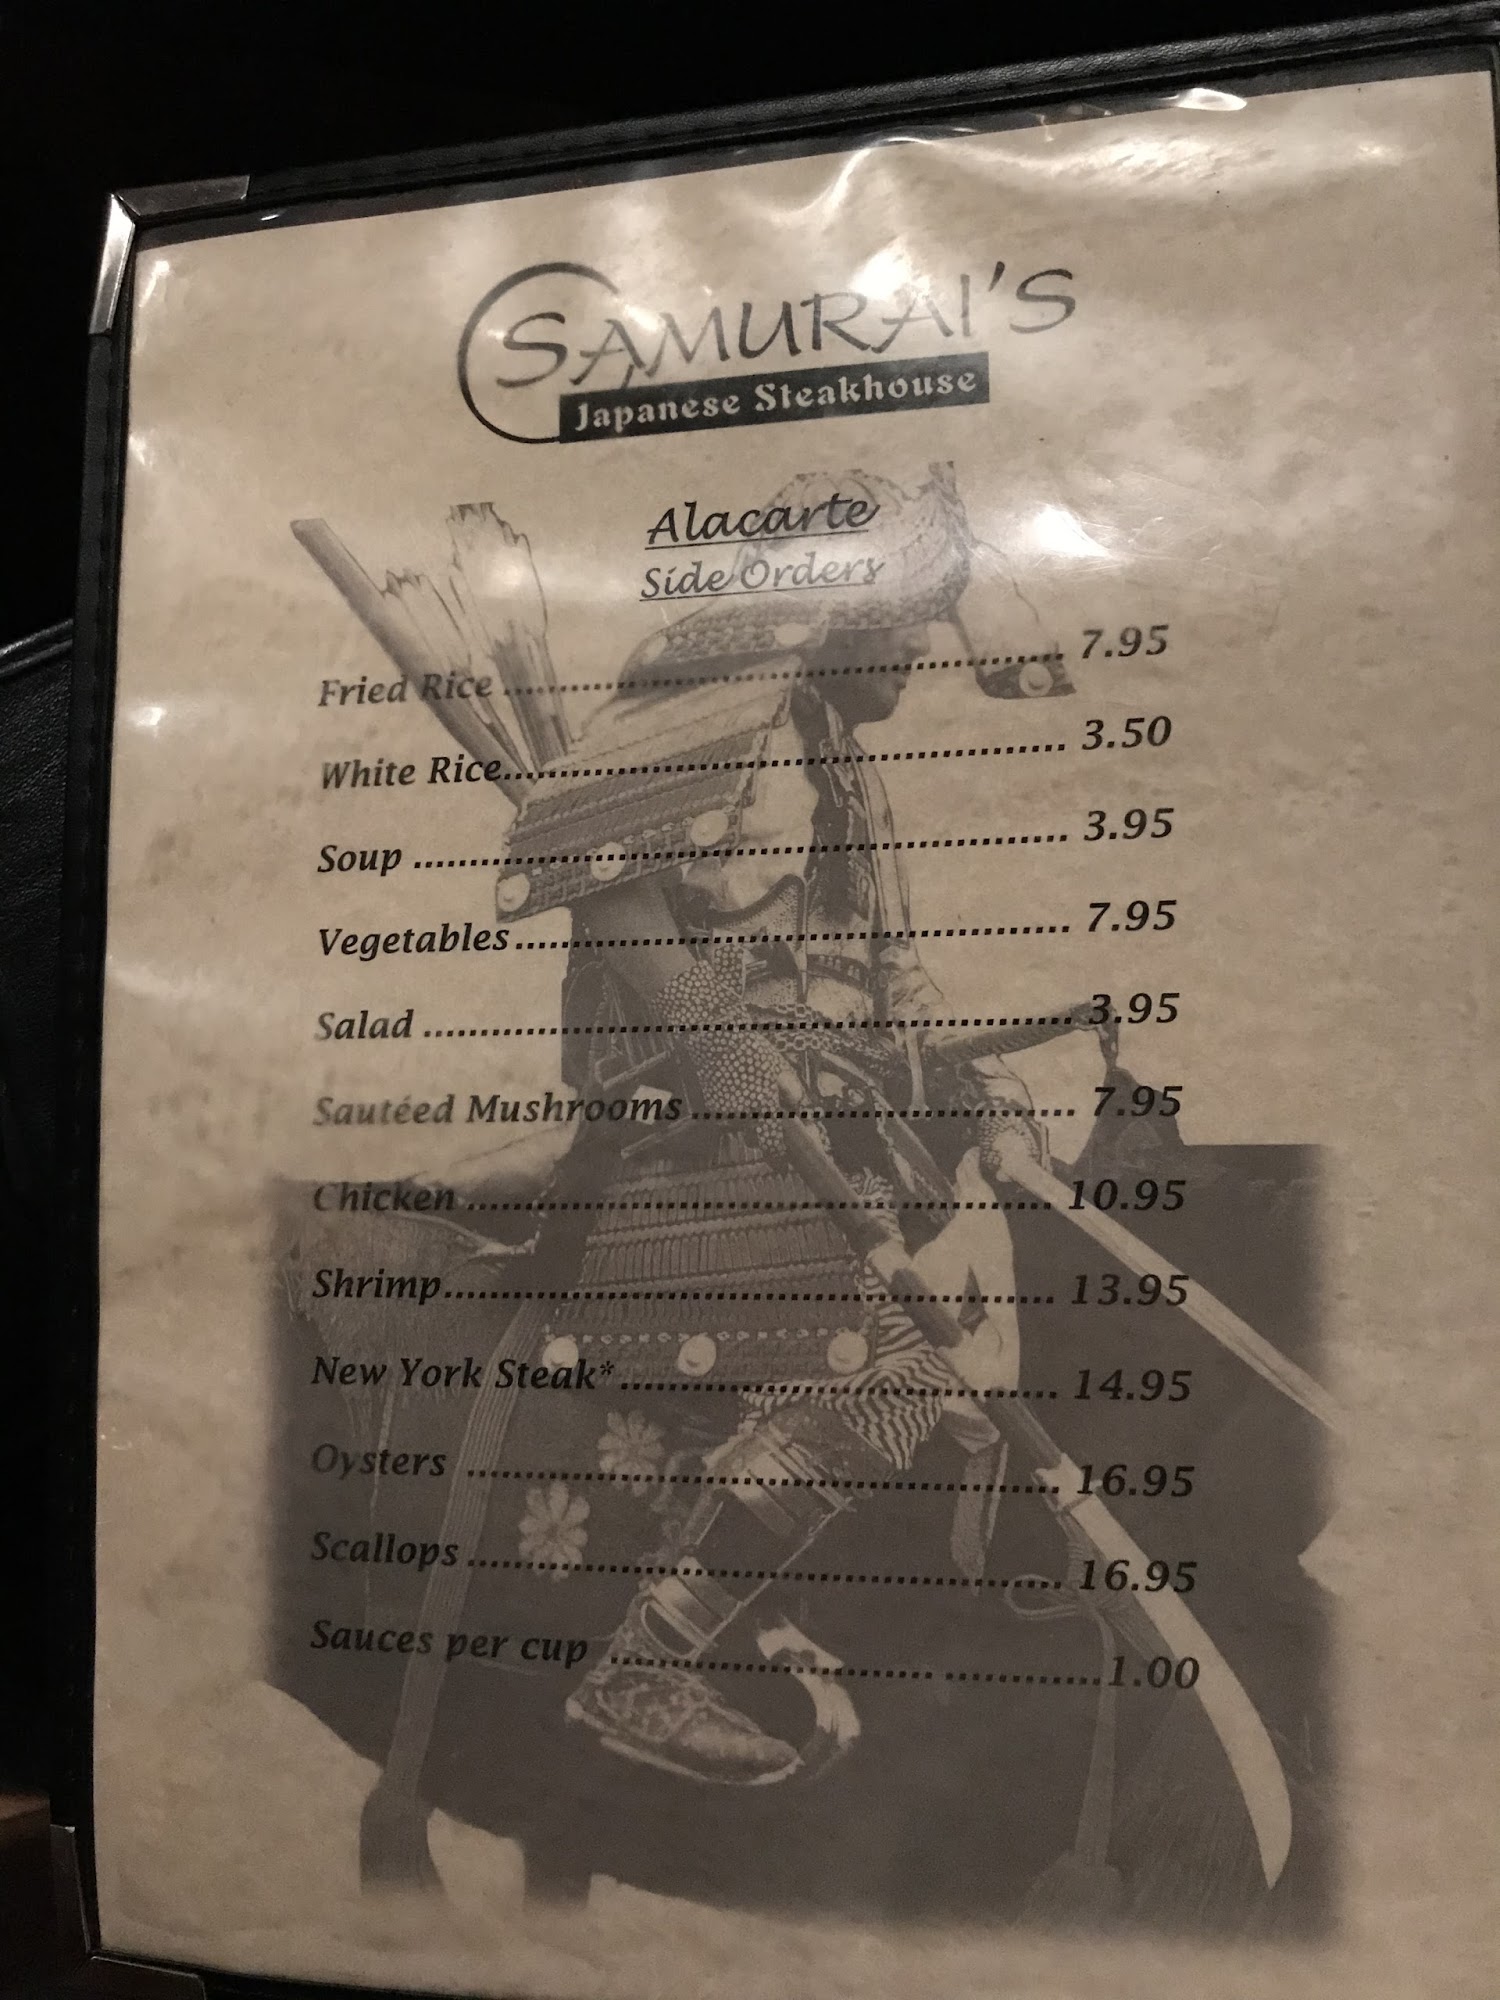 SAMURAI'S
Japanese Steakhouse
Alacarte
Side Orders
Fried Rice ........................................................ 7.95
White Rice........................................................ 3.50
Soup ................................................................ 3.95
Vegetables........................................................ 7.95
Salad ................................................................ 3.95
Sautéed Mushrooms ........................................ 7.95
Chicken ............................................................ 10.95
Shrimp.............................................................. 13.95
New York Steak*.............................................. 14.95
Oysters ............................................................ 16.95
Scallops ............................................................ 16.95
Sauces per cup ................................ ...............1.00